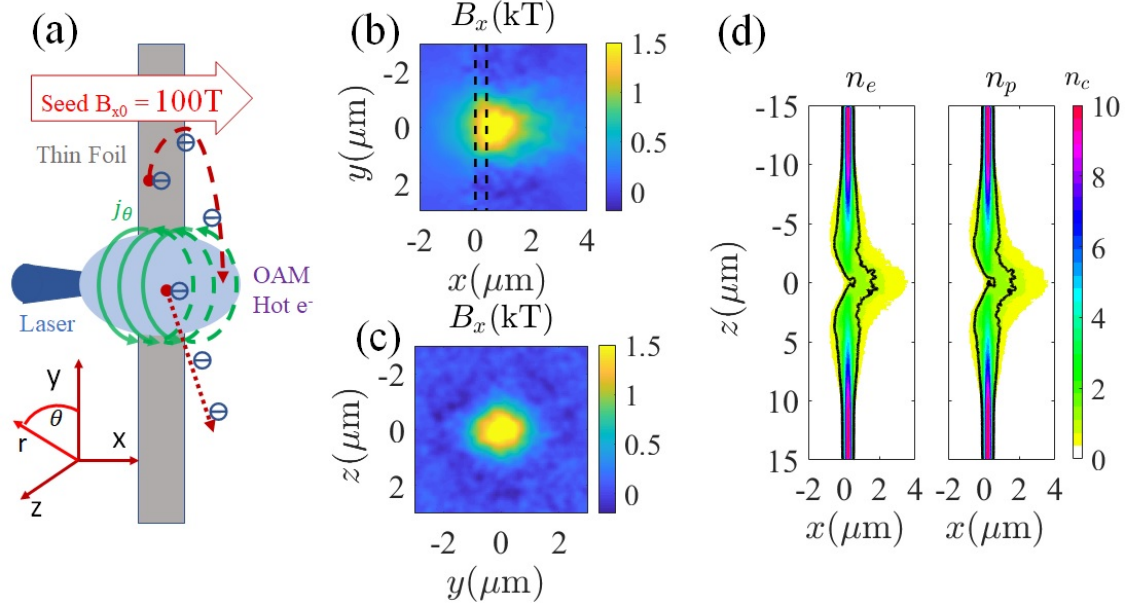 (a)
Seed B_x0 = 100T
Thin Foil
j_θ
OAM
Hot e⁻
Laser
y
θ
r
x
z
⊖
⊖
⊖
⊖
⊖
⊖
(b)
B_x(kT)
-2
0
2
y(μm)
-2 0 2 4
x(μm)
1.5
1
0.5
0
(c)
B_x(kT)
-2
0
2
z(μm)
-2 0 2
y(μm)
1.5
1
0.5
0
(d)
n_e n_p n_c
-15
-10
-5
0
5
10
15
z(μm)
-2 0 2 4
x(μm)
-2 0 2 4
x(μm)
10
8
6
4
2
0